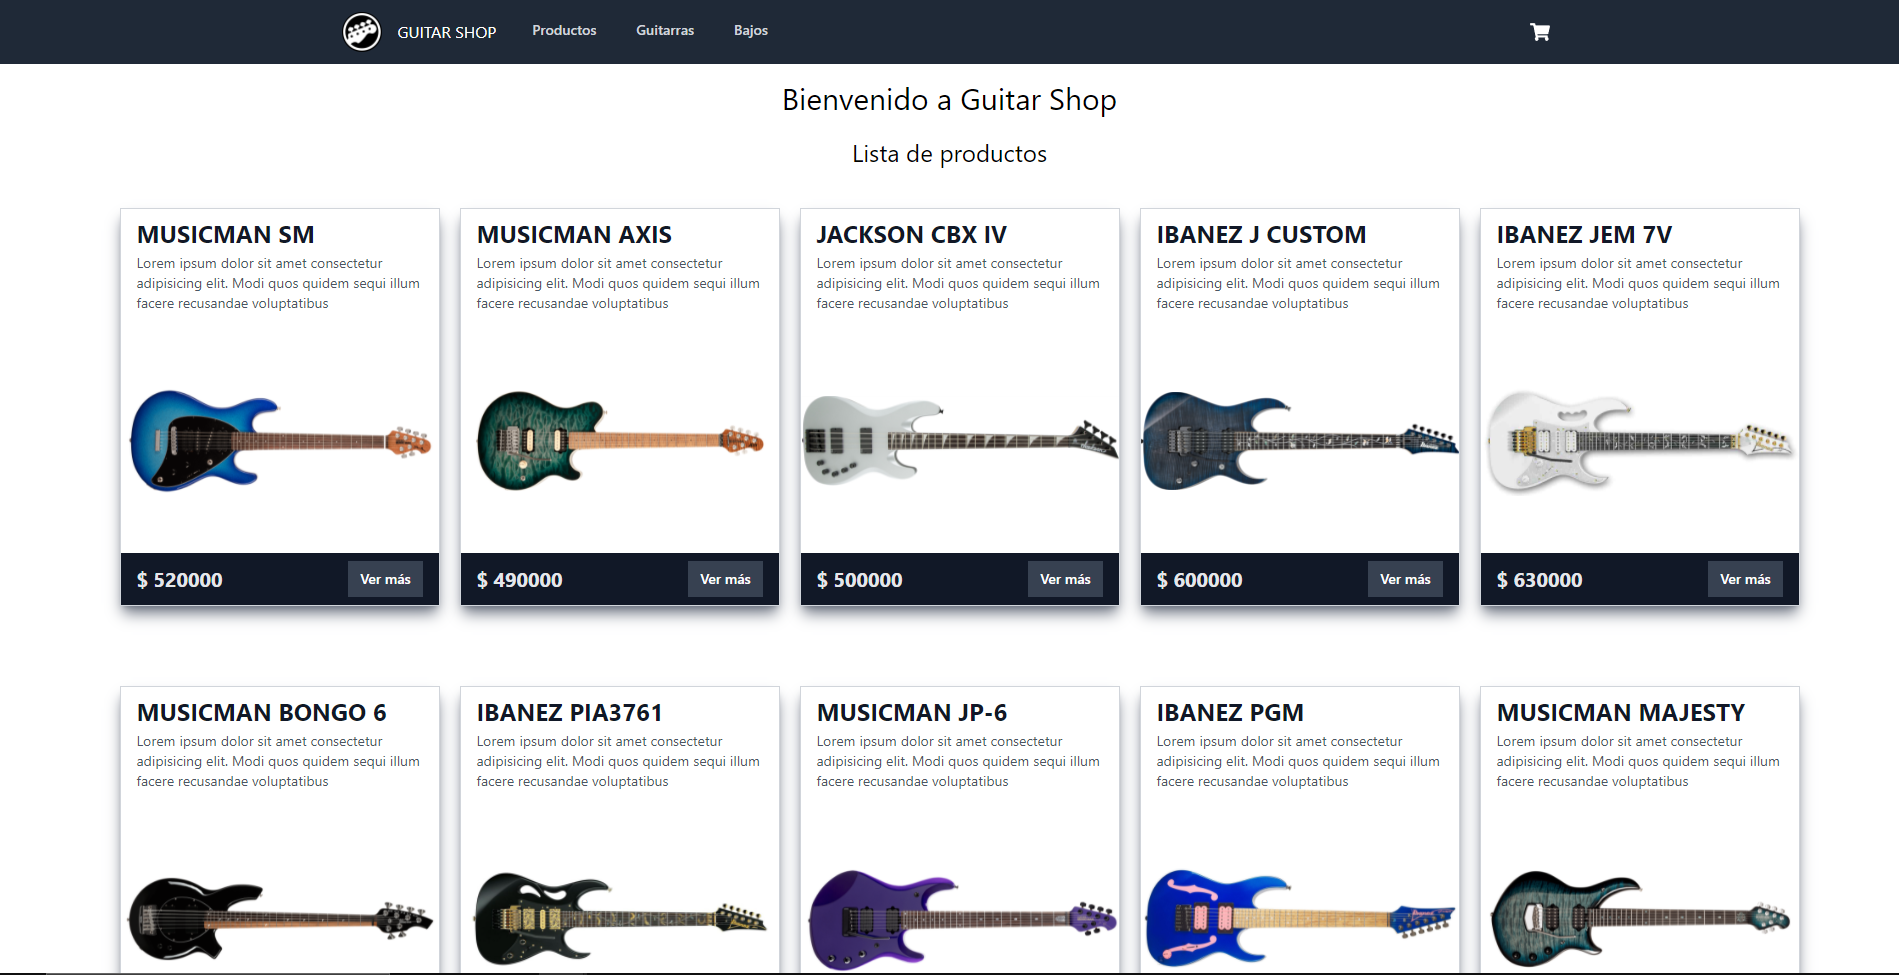 GUITAR SHOP Productos Guitarras Bajos
Bienvenido a Guitar Shop
Lista de productos
MUSICMAN SM
Lorem ipsum dolor sit amet consectetur
adipisicing elit. Modi quos quidem sequi illum
facere recusandae voluptatibus
$ 520000 Ver más
MUSICMAN AXIS
Lorem ipsum dolor sit amet consectetur
adipisicing elit. Modi quos quidem sequi illum
facere recusandae voluptatibus
$ 490000 Ver más
JACKSON CBX IV
Lorem ipsum dolor sit amet consectetur
adipisicing elit. Modi quos quidem sequi illum
facere recusandae voluptatibus
$ 500000 Ver más
IBANEZ J CUSTOM
Lorem ipsum dolor sit amet consectetur
adipisicing elit. Modi quos quidem sequi illum
facere recusandae voluptatibus
$ 600000 Ver más
IBANEZ JEM 7V
Lorem ipsum dolor sit amet consectetur
adipisicing elit. Modi quos quidem sequi illum
facere recusandae voluptatibus
$ 630000 Ver más
MUSICMAN BONGO 6
Lorem ipsum dolor sit amet consectetur
adipisicing elit. Modi quos quidem sequi illum
facere recusandae voluptatibus
IBANEZ PIA3761
Lorem ipsum dolor sit amet consectetur
adipisicing elit. Modi quos quidem sequi illum
facere recusandae voluptatibus
MUSICMAN JP-6
Lorem ipsum dolor sit amet consectetur
adipisicing elit. Modi quos quidem sequi illum
facere recusandae voluptatibus
IBANEZ PGM
Lorem ipsum dolor sit amet consectetur
adipisicing elit. Modi quos quidem sequi illum
facere recusandae voluptatibus
MUSICMAN MAJESTY
Lorem ipsum dolor sit amet consectetur
adipisicing elit. Modi quos quidem sequi illum
facere recusandae voluptatibus